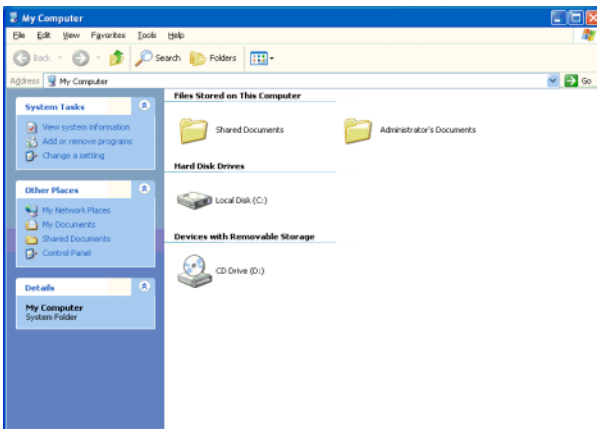 My Computer
File Edit View Favorites Tools Help
Back Search Folders
Address My Computer Go
System Tasks
View system information
Add or remove programs
Change a setting
Other Places
My Network Places
My Documents
Shared Documents
Control Panel
Details
My Computer
System Folder
Files Stored on This Computer
Shared Documents Administrator's Documents
Hard Disk Drives
Local Disk (C:)
Devices with Removable Storage
CD Drive (D:)